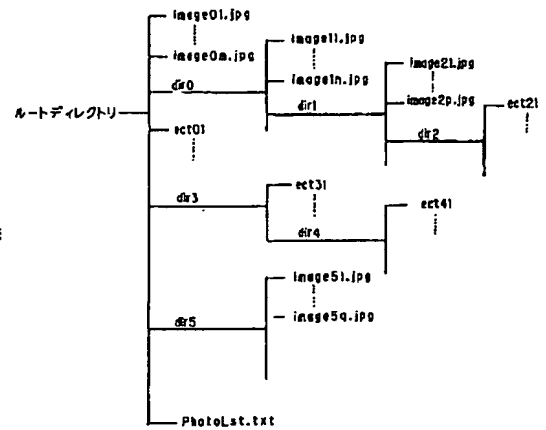 image01.jpg
image0m.jpg
dir0
image11.jpg
image1n.jpg
dir1
image21.jpg
image2p.jpg
dir2
ect21
ルートディレクトリ
ect01
dir3
ect31
dir4
ect41
dir5
image51.jpg
image5q.jpg
PhotoLst.txt